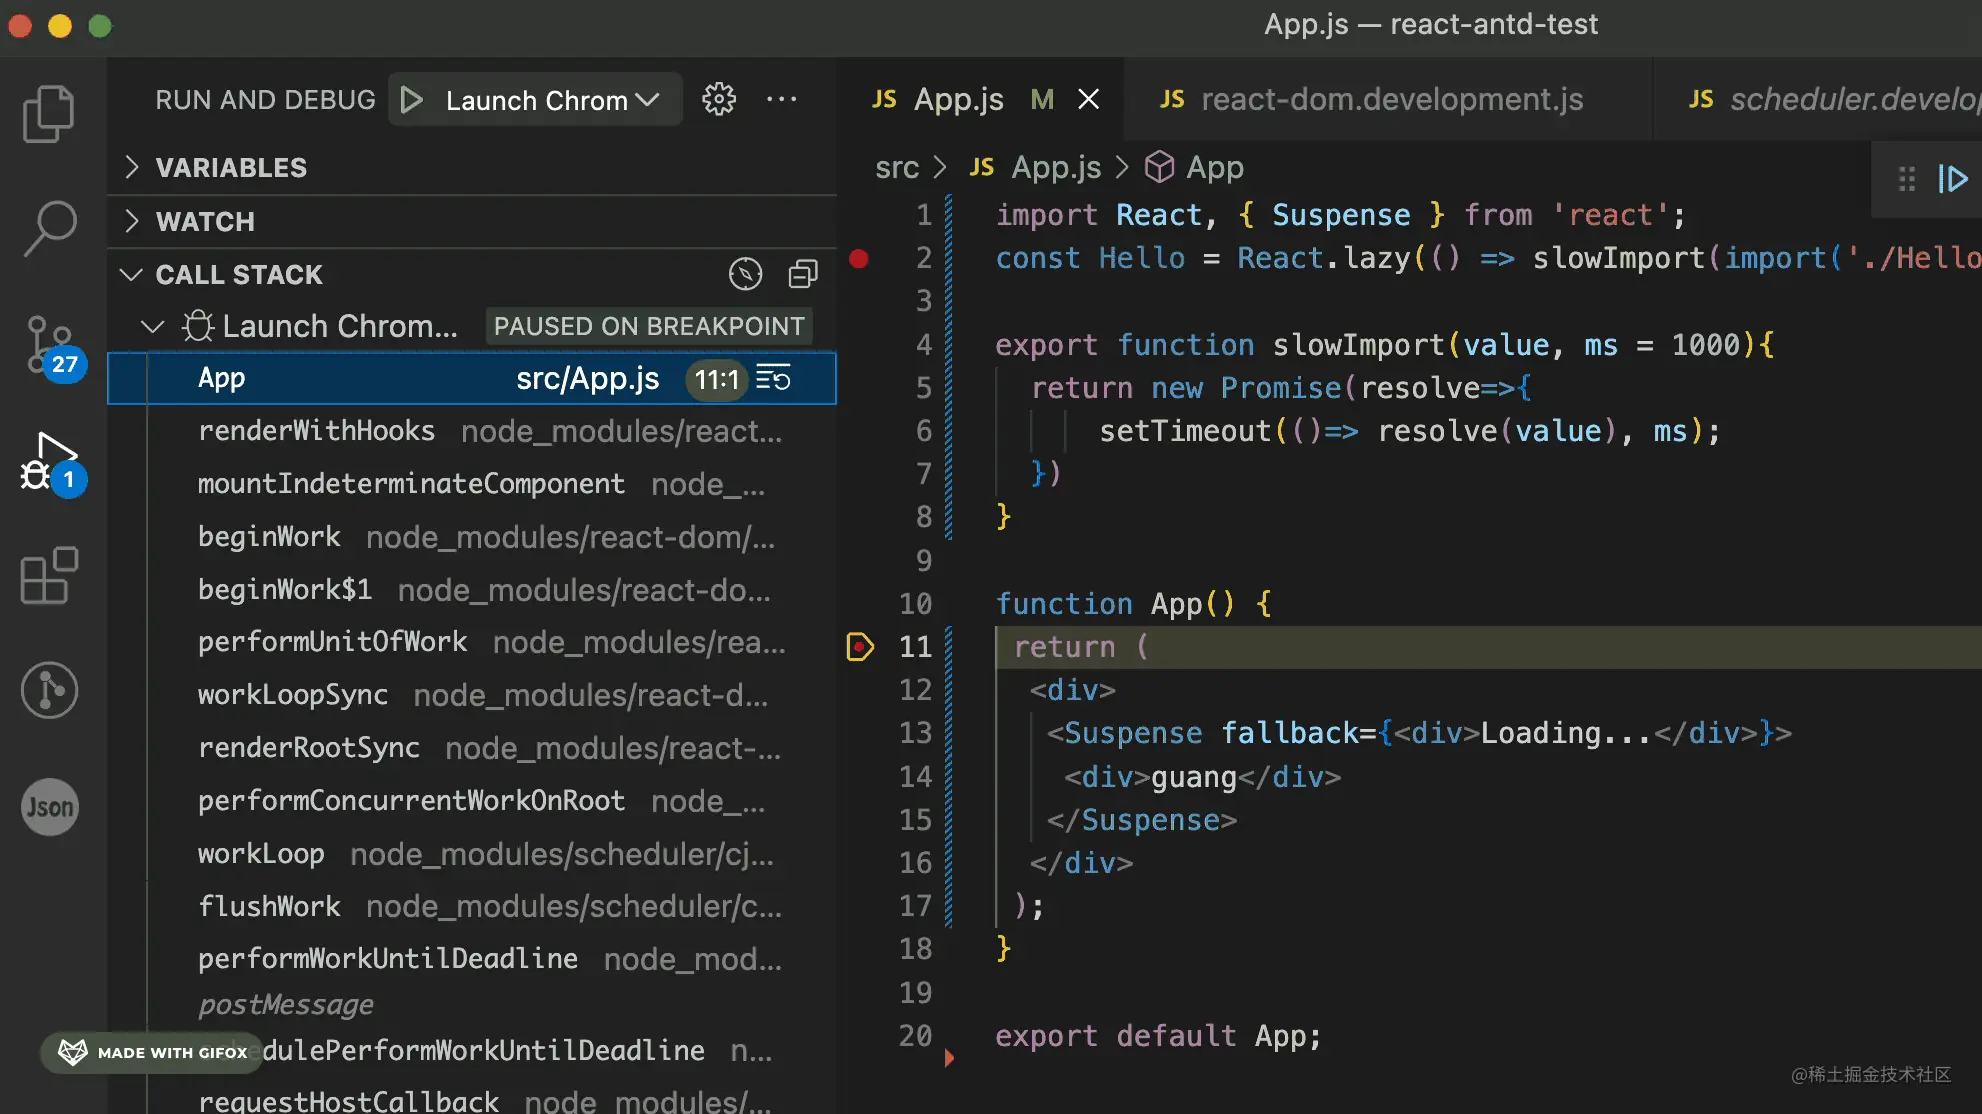 App.js — react-antd-test
RUN AND DEBUG
Launch Chrom
JS App.js M
JS react-dom.development.js
JS scheduler.develop
VARIABLES
WATCH
CALL STACK
Launch Chrom... PAUSED ON BREAKPOINT
App src/App.js 11:1
renderWithHooks node_modules/react...
mountIndeterminateComponent node_...
beginWork node_modules/react-dom/...
beginWork$1 node_modules/react-do...
performUnitOfWork node_modules/rea...
workLoopSync node_modules/react-d...
renderRootSync node_modules/react-...
performConcurrentWorkOnRoot node_...
workLoop node_modules/scheduler/cj...
flushWork node_modules/scheduler/c...
performWorkUntilDeadline node_mod...
postMessage
edulePerformWorkUntilDeadline n...
requestHostCallback node_modules/...
27
1
Json
MADE WITH GIFOX
src > JS App.js > App
1 import React, { Suspense } from 'react';
2 const Hello = React.lazy(() => slowImport(import('./Hello
3
4 export function slowImport(value, ms = 1000){
5 return new Promise(resolve=>{
6 setTimeout(()=> resolve(value), ms);
7 })
8 }
9
10 function App() {
11 return (
12 <div>
13 <Suspense fallback={<div>Loading...</div>}>
14 <div>guang</div>
15 </Suspense>
16 </div>
17 );
18 }
19
20 export default App;
@稀土掘金技术社区